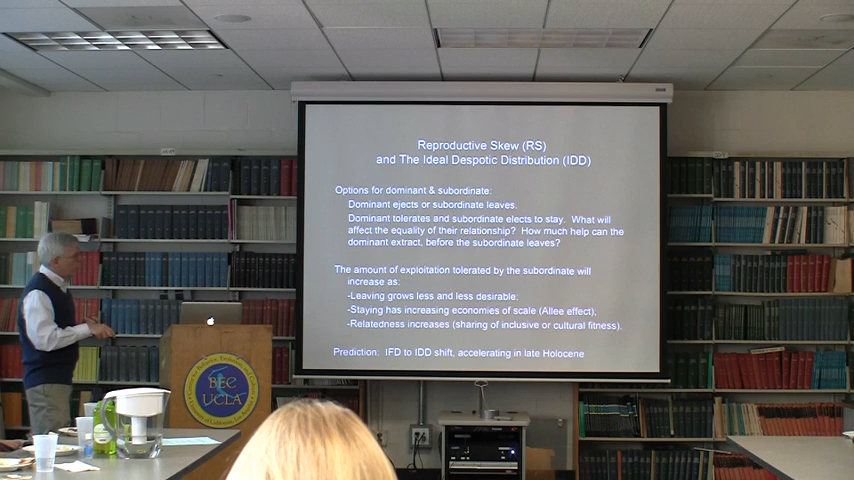 Reproductive Skew (RS)
and The Ideal Despotic Distribution (IDD)
Options for dominant & subordinate:
Dominant ejects or subordinate leaves.
Dominant tolerates and subordinate elects to stay. What will
affect the equality of their relationship? How much help can the
dominant extract, before the subordinate leaves?
The amount of exploitation tolerated by the subordinate will
increase as:
-Leaving grows less and less desirable;
-Staying has increasing economies of scale (Allee effect);
-Relatedness increases (sharing of inclusive or cultural fitness).
Prediction: IFD to IDD shift, accelerating in late Holocene
BEC
UCLA